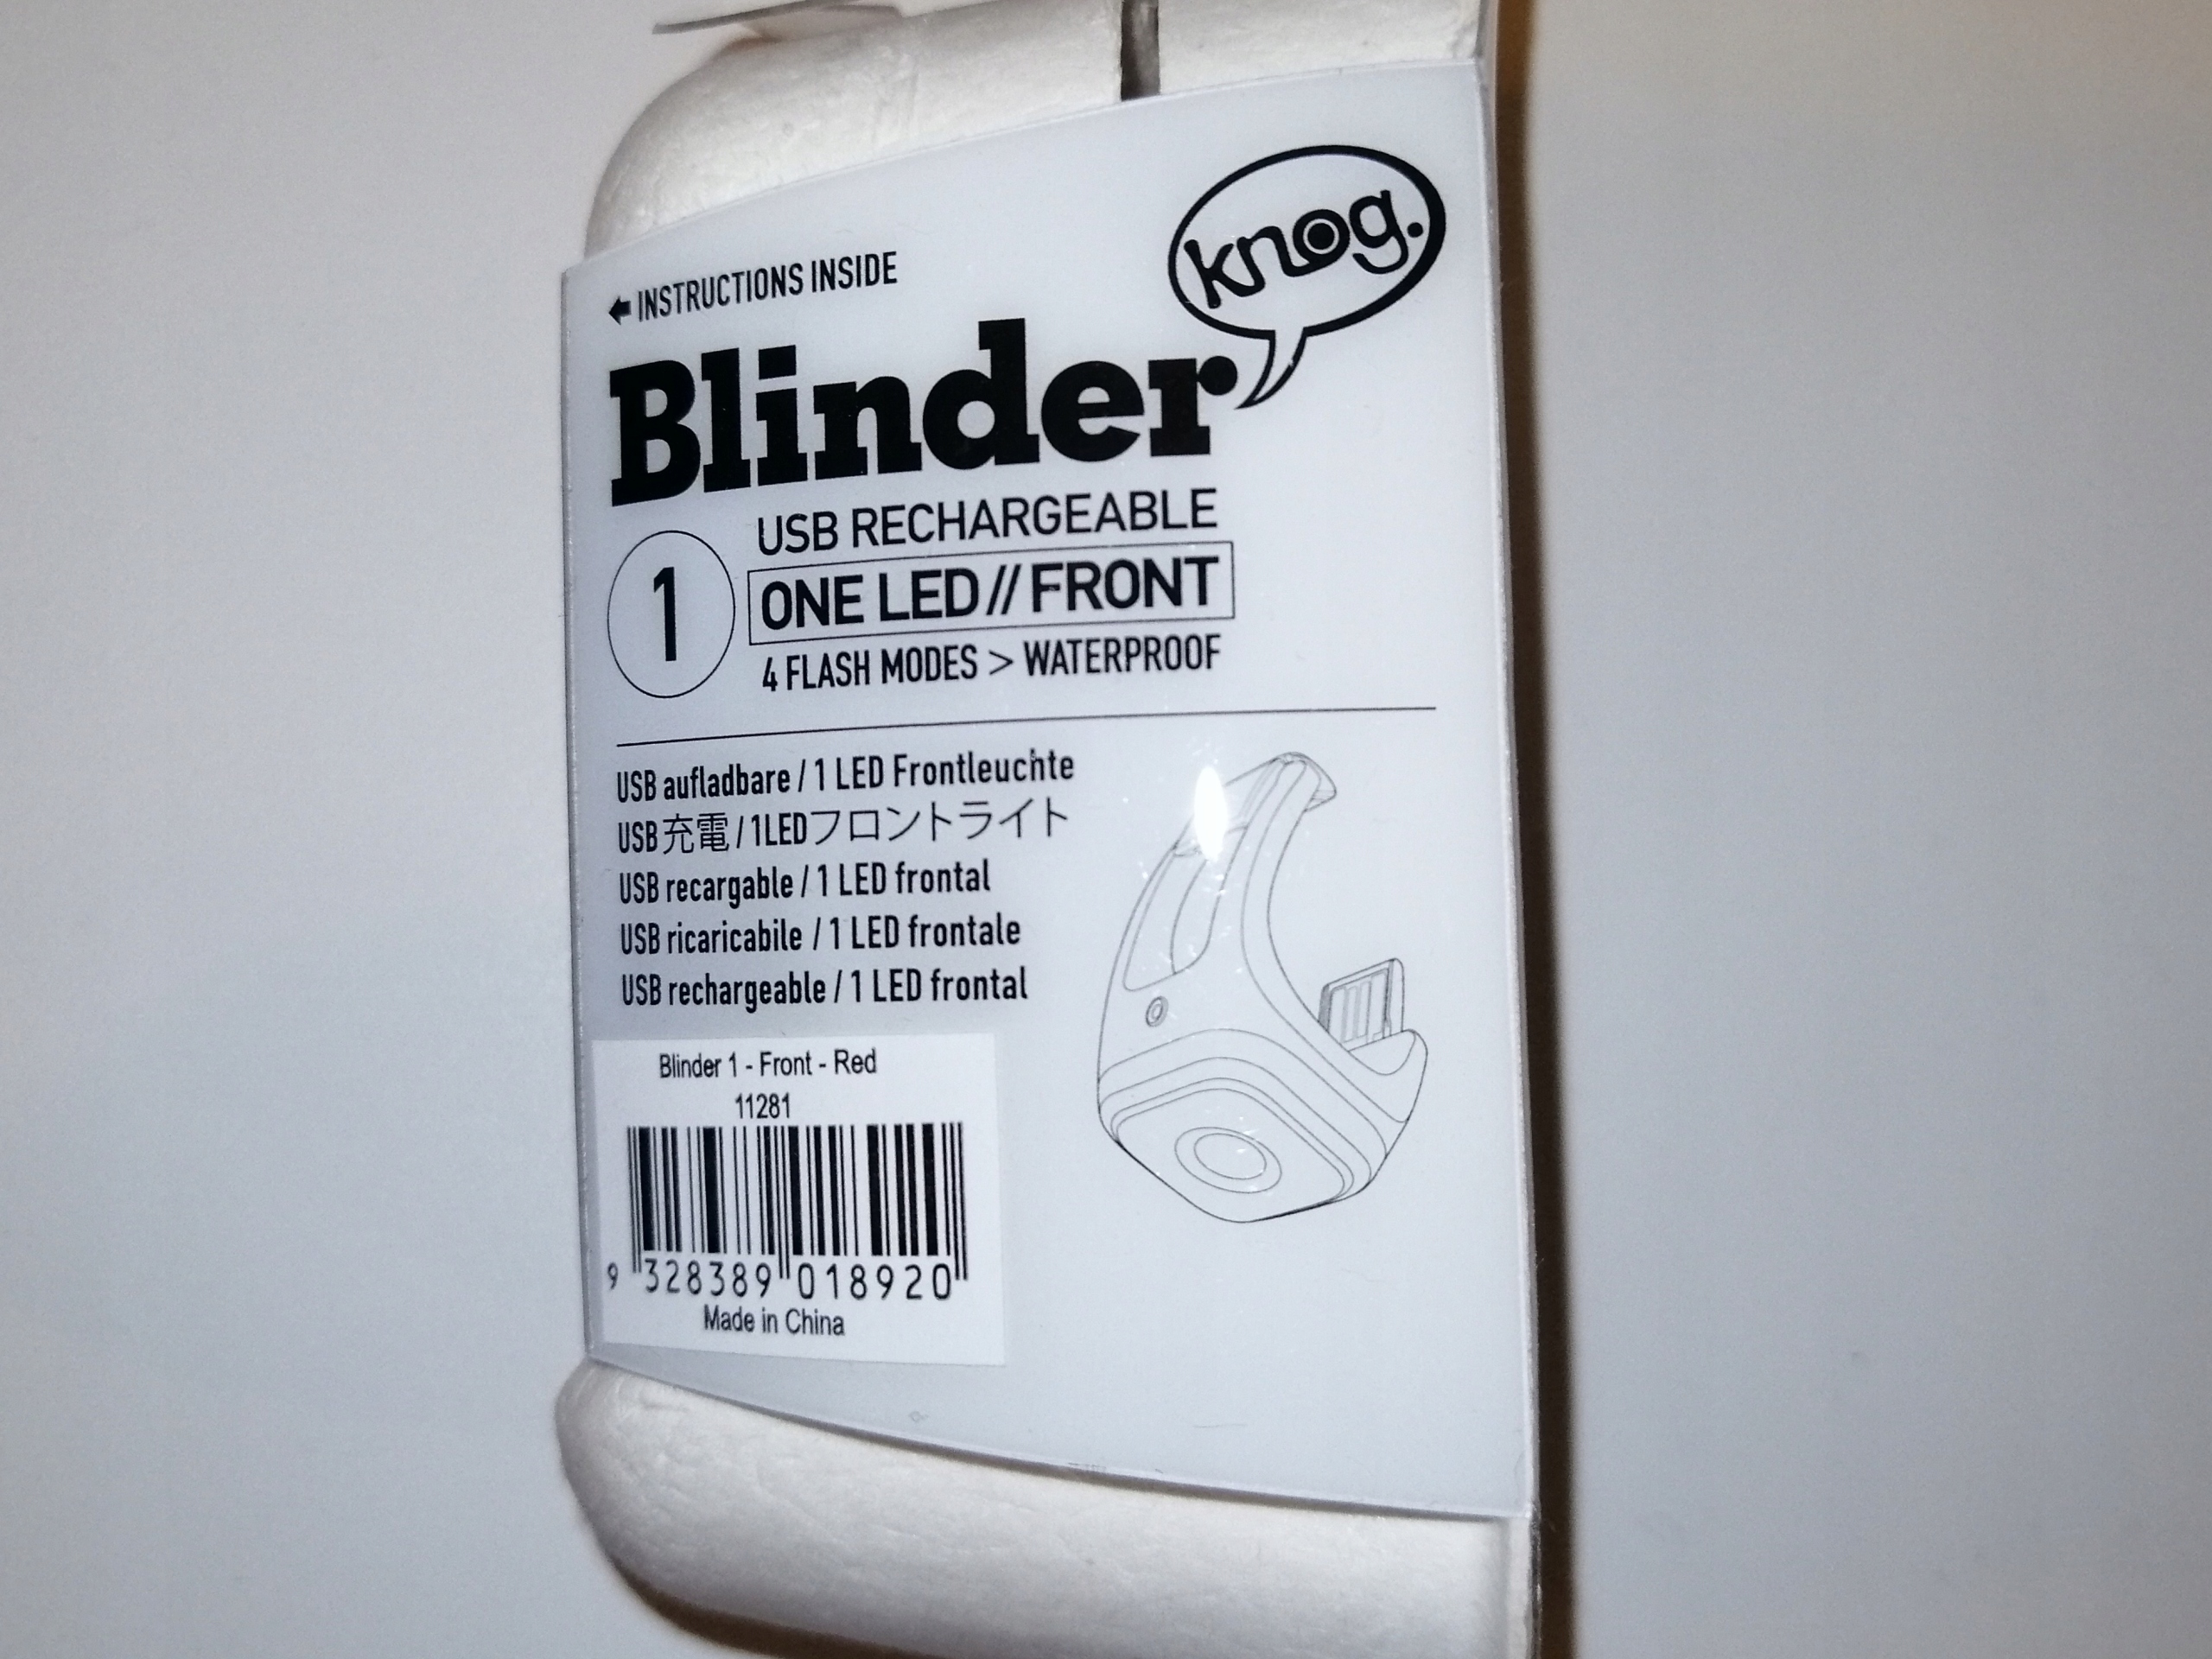 knog.
INSTRUCTIONS INSIDE
Blinder
1
USB RECHARGEABLE
ONE LED // FRONT
4 FLASH MODES > WATERPROOF
USB aufladbare / 1 LED Frontleuchte
USB充電 / 1LEDフロントライト
USB recargable / 1 LED frontal
USB ricaricabile / 1 LED frontale
USB rechargeable / 1 LED frontal
Blinder 1 - Front - Red
11281
9 328389 018920
Made in China